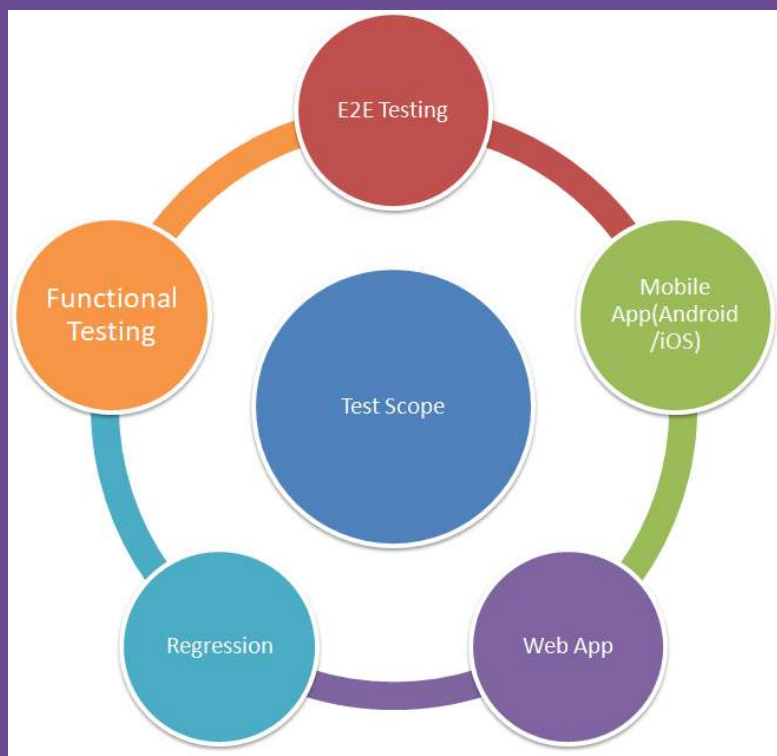 E2E Testing
Mobile
App(Android
/iOS)
Web App
Regression
Functional
Testing
Test Scope